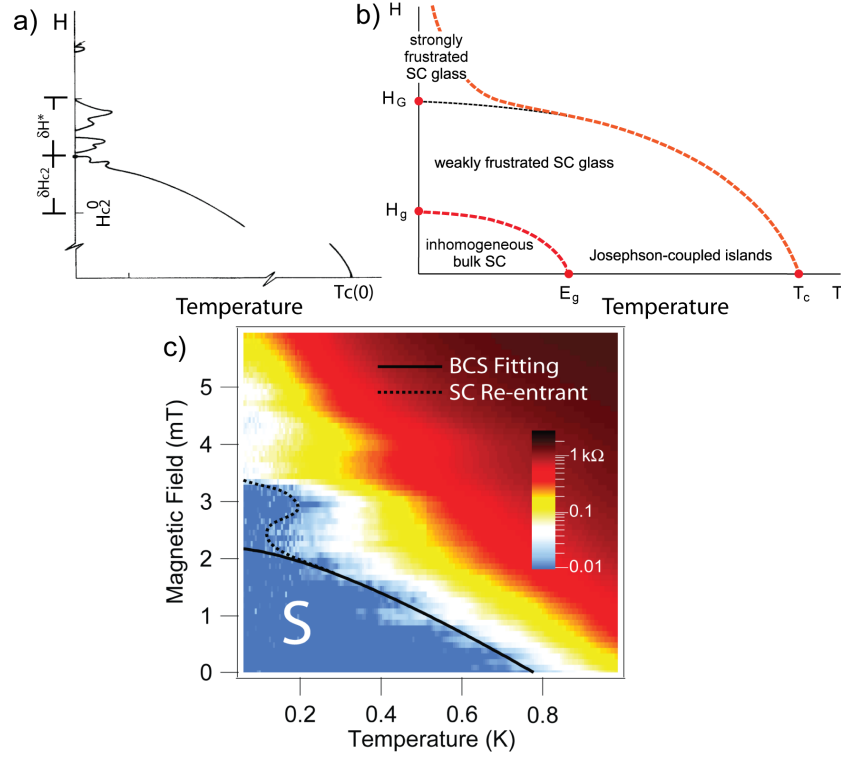 a)
H
δH*
δHc2
0
Hc2
Tc(0)
Temperature
b)
H
strongly
frustrated
SC glass
HG
weakly frustrated SC glass
Hg
inhomogeneous
bulk SC
Josephson-coupled islands
Eg
Tc
T
Temperature
c)
BCS Fitting
SC Re-entrant
1 kΩ
0.1
0.01
S
5
4
3
2
1
0
Magnetic Field (mT)
0.2
0.4
0.6
0.8
Temperature (K)